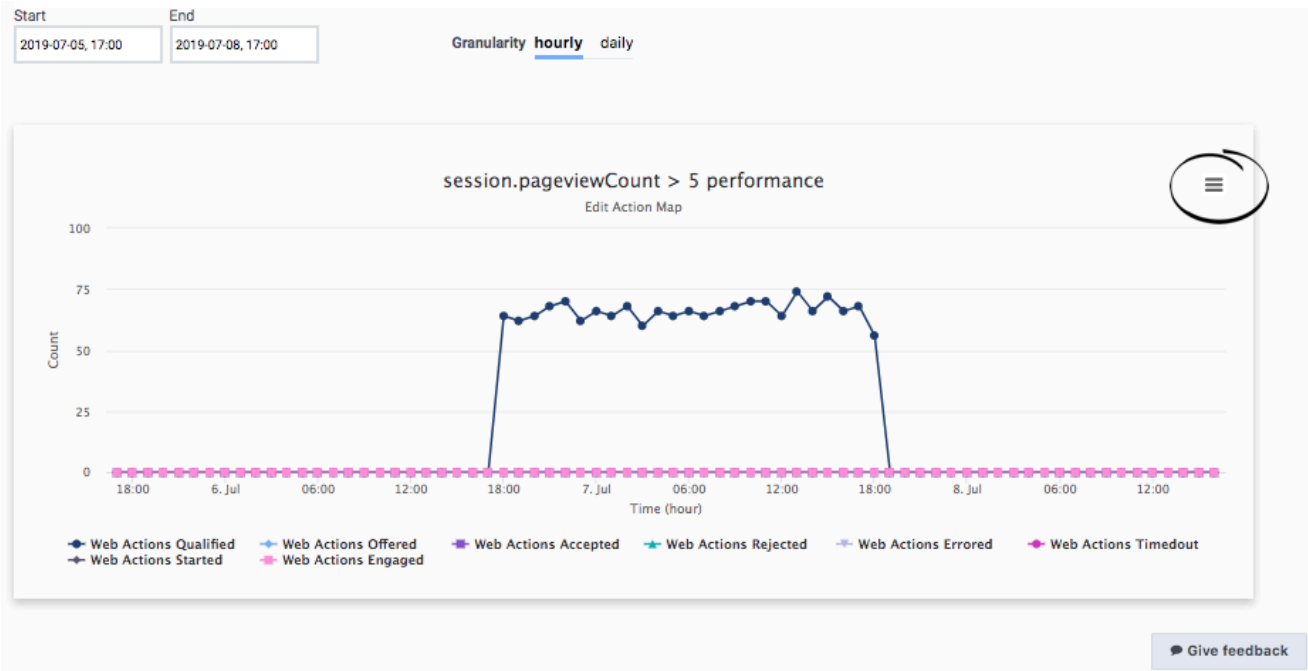 Start End
2019-07-05, 17:00 2019-07-08, 17:00 Granularity hourly daily
session.pageviewCount > 5 performance
Edit Action Map
100
75
50
25
0
Count
18:00 6. Jul 06:00 12:00 18:00 7. Jul 06:00 12:00 18:00 8. Jul 06:00 12:00
Time (hour)
Web Actions Qualified Web Actions Offered Web Actions Accepted Web Actions Rejected Web Actions Errored Web Actions Timedout
Web Actions Started Web Actions Engaged
Give feedback